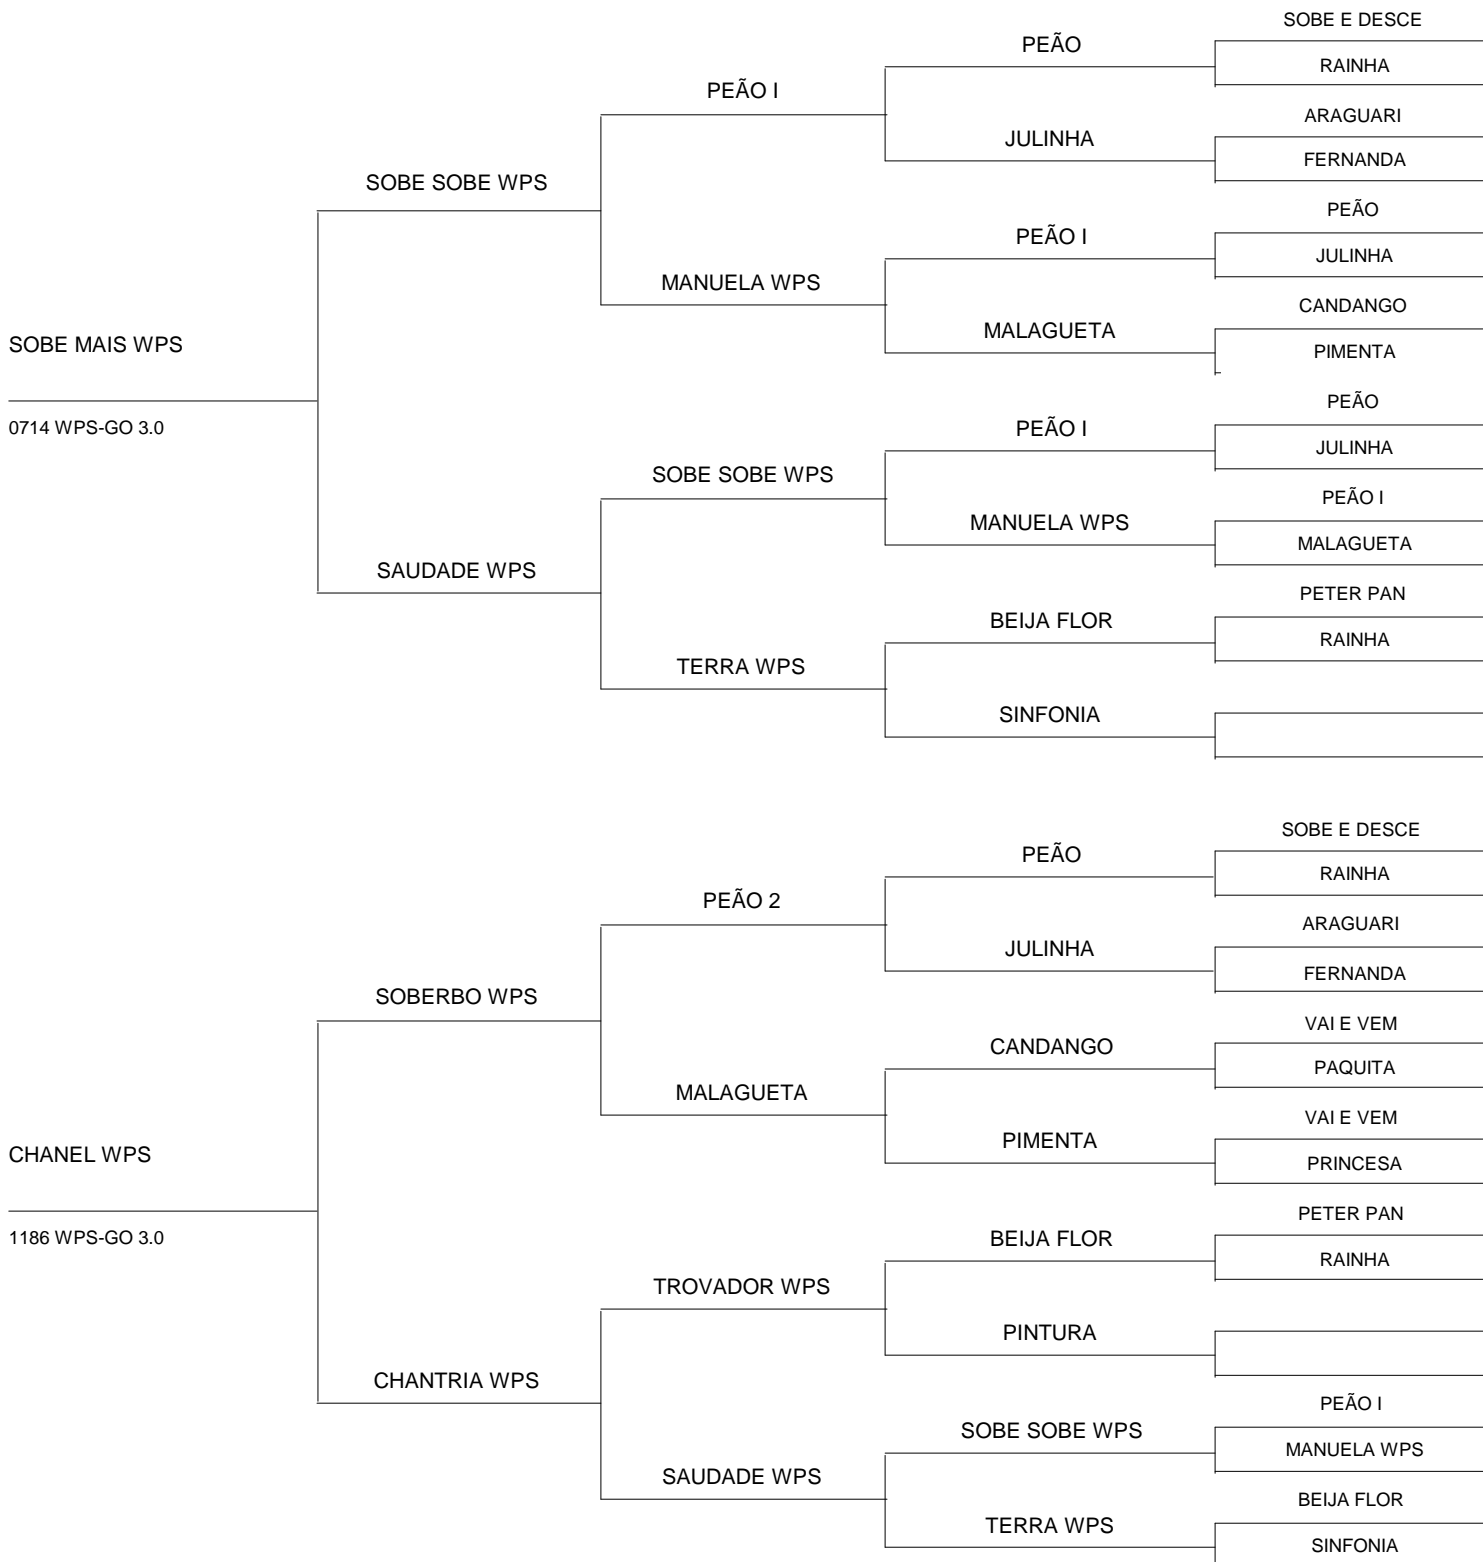 SOBE E DESCE
PEÃO
RAINHA
PEÃO I
ARAGUARI
JULINHA
FERNANDA
SOBE SOBE WPS
PEÃO
PEÃO I
JULINHA
MANUELA WPS
CANDANGO
MALAGUETA
PIMENTA
SOBE MAIS WPS
0714 WPS-GO 3.0
PEÃO
PEÃO I
JULINHA
SOBE SOBE WPS
PEÃO I
MANUELA WPS
MALAGUETA
SAUDADE WPS
PETER PAN
BEIJA FLOR
RAINHA
TERRA WPS
SINFONIA
SOBE E DESCE
PEÃO
RAINHA
PEÃO 2
ARAGUARI
JULINHA
FERNANDA
SOBERBO WPS
VAI E VEM
CANDANGO
PAQUITA
MALAGUETA
VAI E VEM
PIMENTA
PRINCESA
CHANEL WPS
1186 WPS-GO 3.0
PETER PAN
BEIJA FLOR
RAINHA
TROVADOR WPS
PINTURA
CHANTRIA WPS
PEÃO I
SOBE SOBE WPS
MANUELA WPS
SAUDADE WPS
BEIJA FLOR
TERRA WPS
SINFONIA